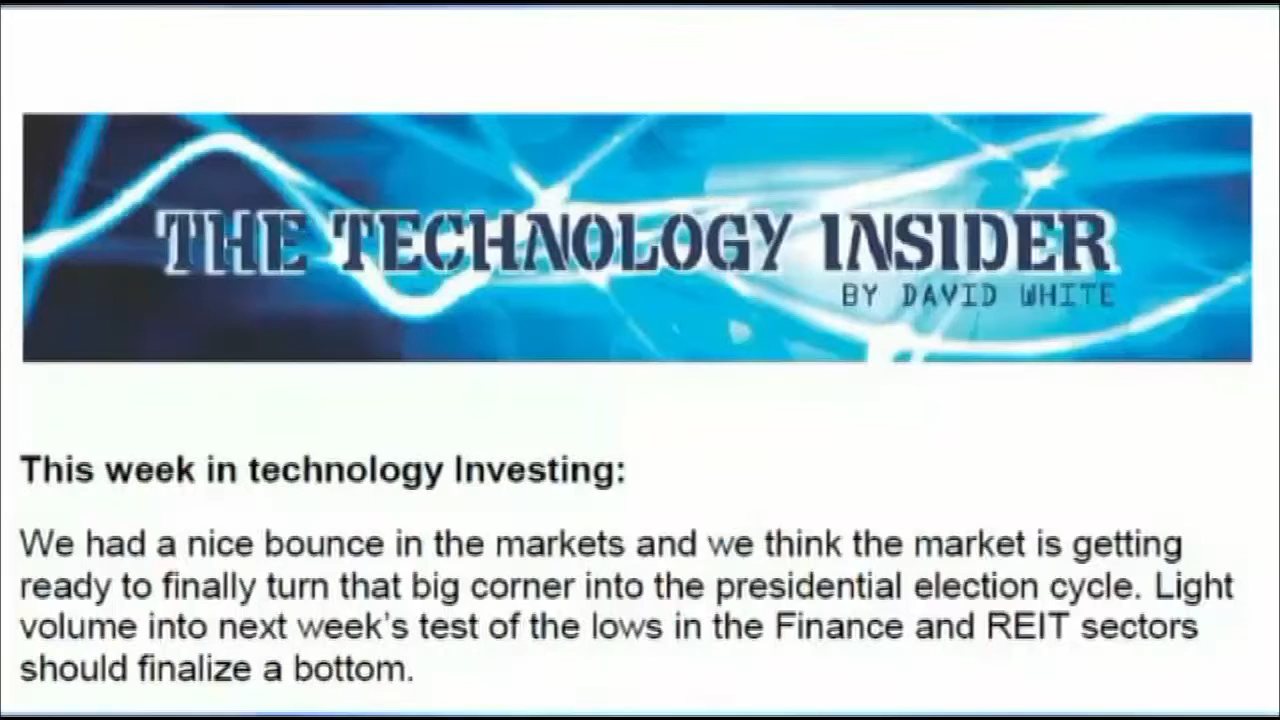 THE TECHNOLOGY INSIDER
BY DAVID WHITE
This week in technology Investing:
We had a nice bounce in the markets and we think the market is getting
ready to finally turn that big corner into the presidential election cycle. Light
volume into next week's test of the lows in the Finance and REIT sectors
should finalize a bottom.